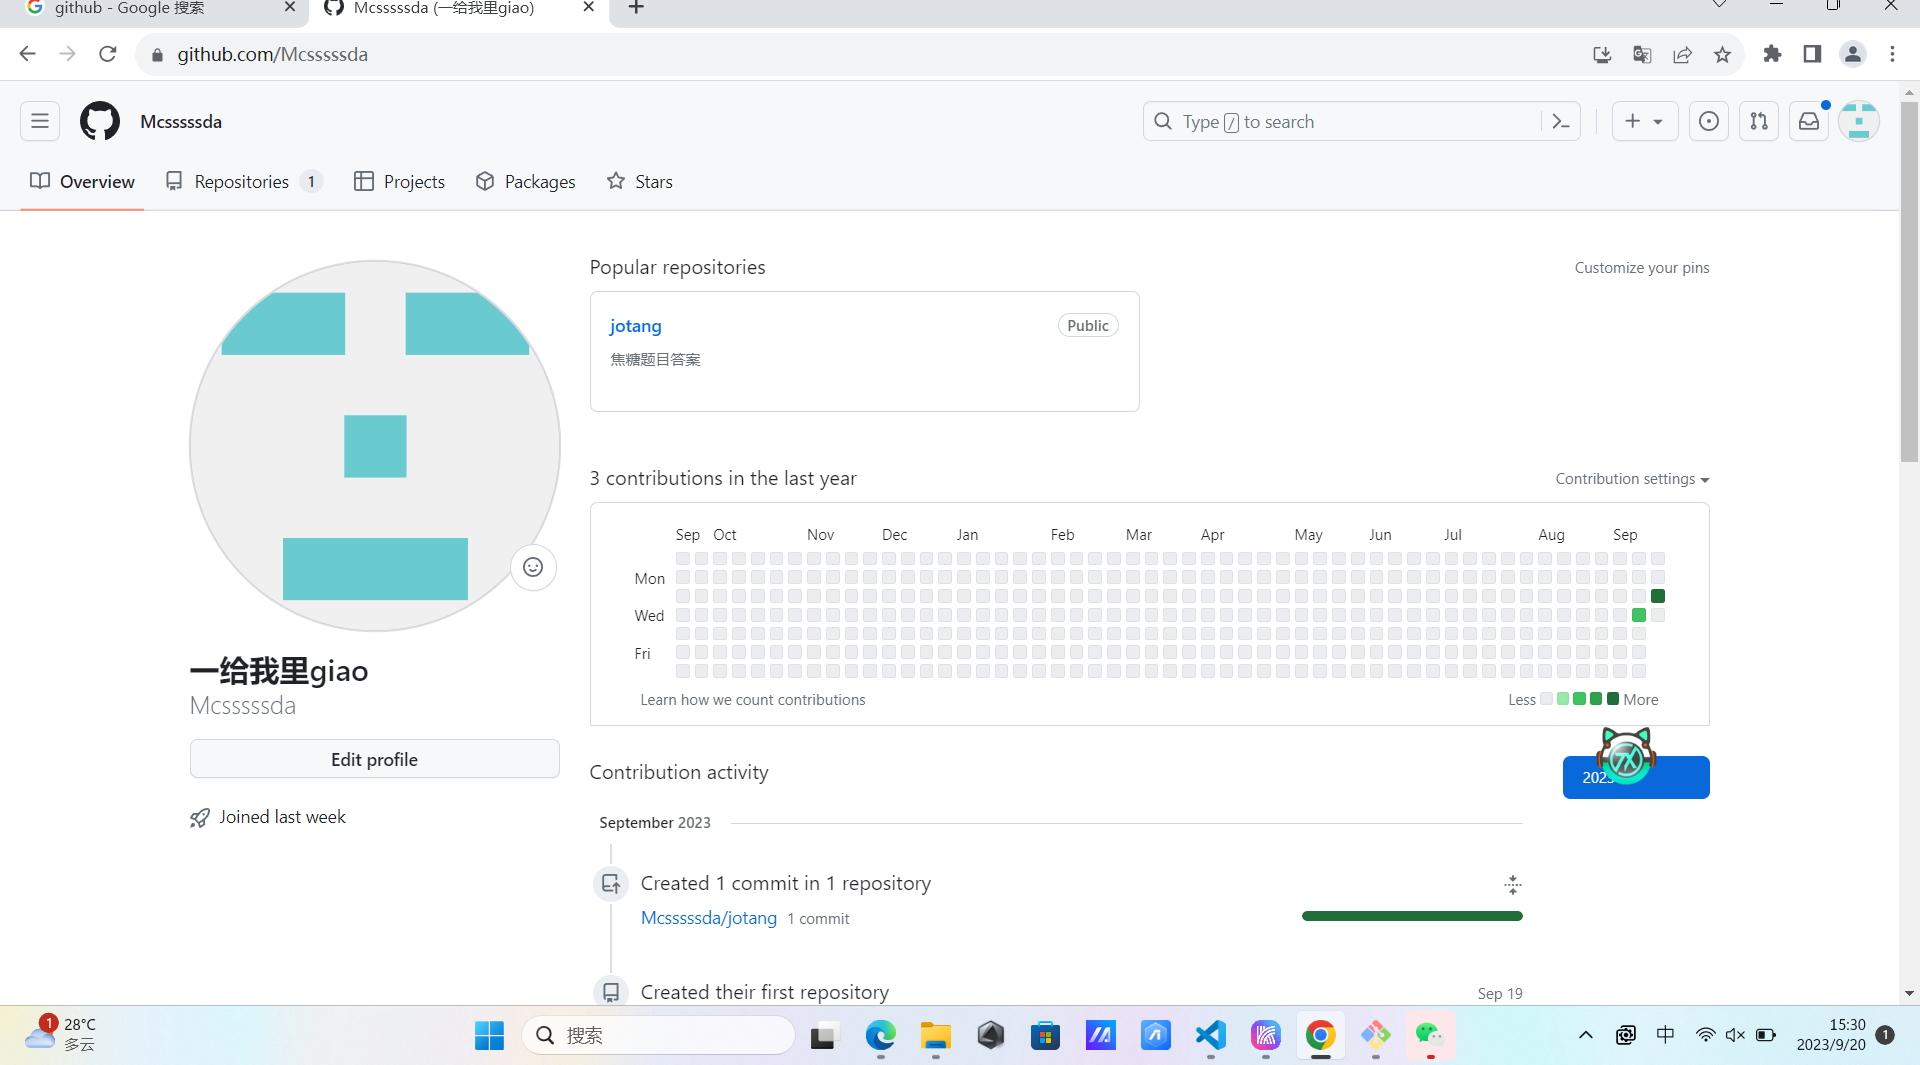 github - Google 搜索
Mcsssssda (一给我里giao)
github.com/Mcsssssda
Mcsssssda
Type / to search
Overview
Repositories 1
Projects
Packages
Stars
Popular repositories
Customize your pins
jotang
Public
焦糖题目答案
3 contributions in the last year
Contribution settings
Sep Oct Nov Dec Jan Feb Mar Apr May Jun Jul Aug Sep
Mon
Wed
Fri
Learn how we count contributions
Less More
一给我里giao
Mcsssssda
Edit profile
Joined last week
Contribution activity
September 2023
Created 1 commit in 1 repository
Mcsssssda/jotang 1 commit
Created their first repository
Sep 19
1
28°C
多云
搜索
中
15:30
2023/9/20
1